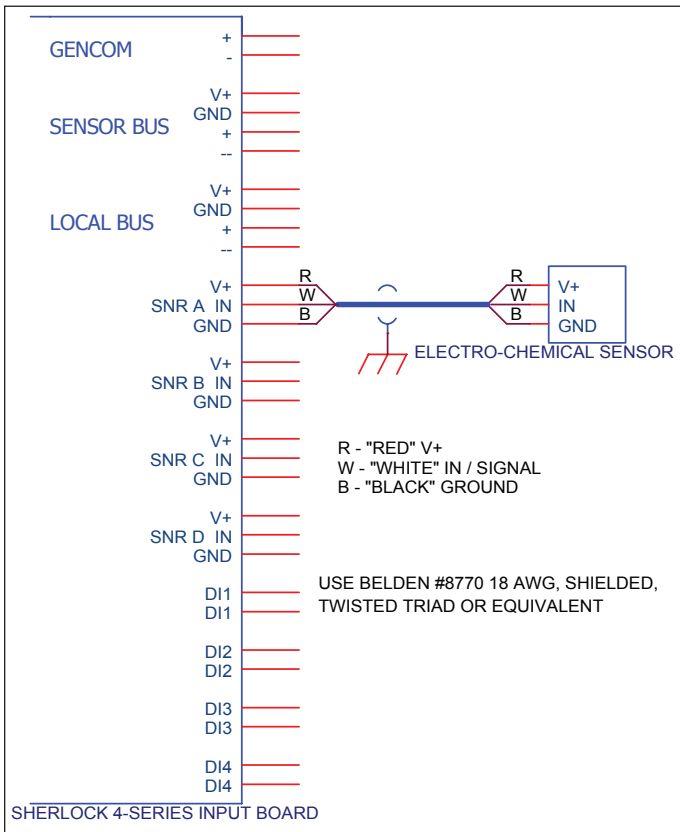 GENCOM
+
-
V+
GND
SENSOR BUS
+
--
V+
GND
LOCAL BUS
+
--
V+ R R V+
SNR A IN W W IN
GND B B GND
ELECTRO-CHEMICAL SENSOR
V+
SNR B IN
GND
V+
SNR C IN
GND
R - "RED" V+
W - "WHITE" IN / SIGNAL
B - "BLACK" GROUND
V+
SNR D IN
GND
DI1
DI1
USE BELDEN #8770 18 AWG, SHIELDED,
TWISTED TRIAD OR EQUIVALENT
DI2
DI2
DI3
DI3
DI4
DI4
SHERLOCK 4-SERIES INPUT BOARD